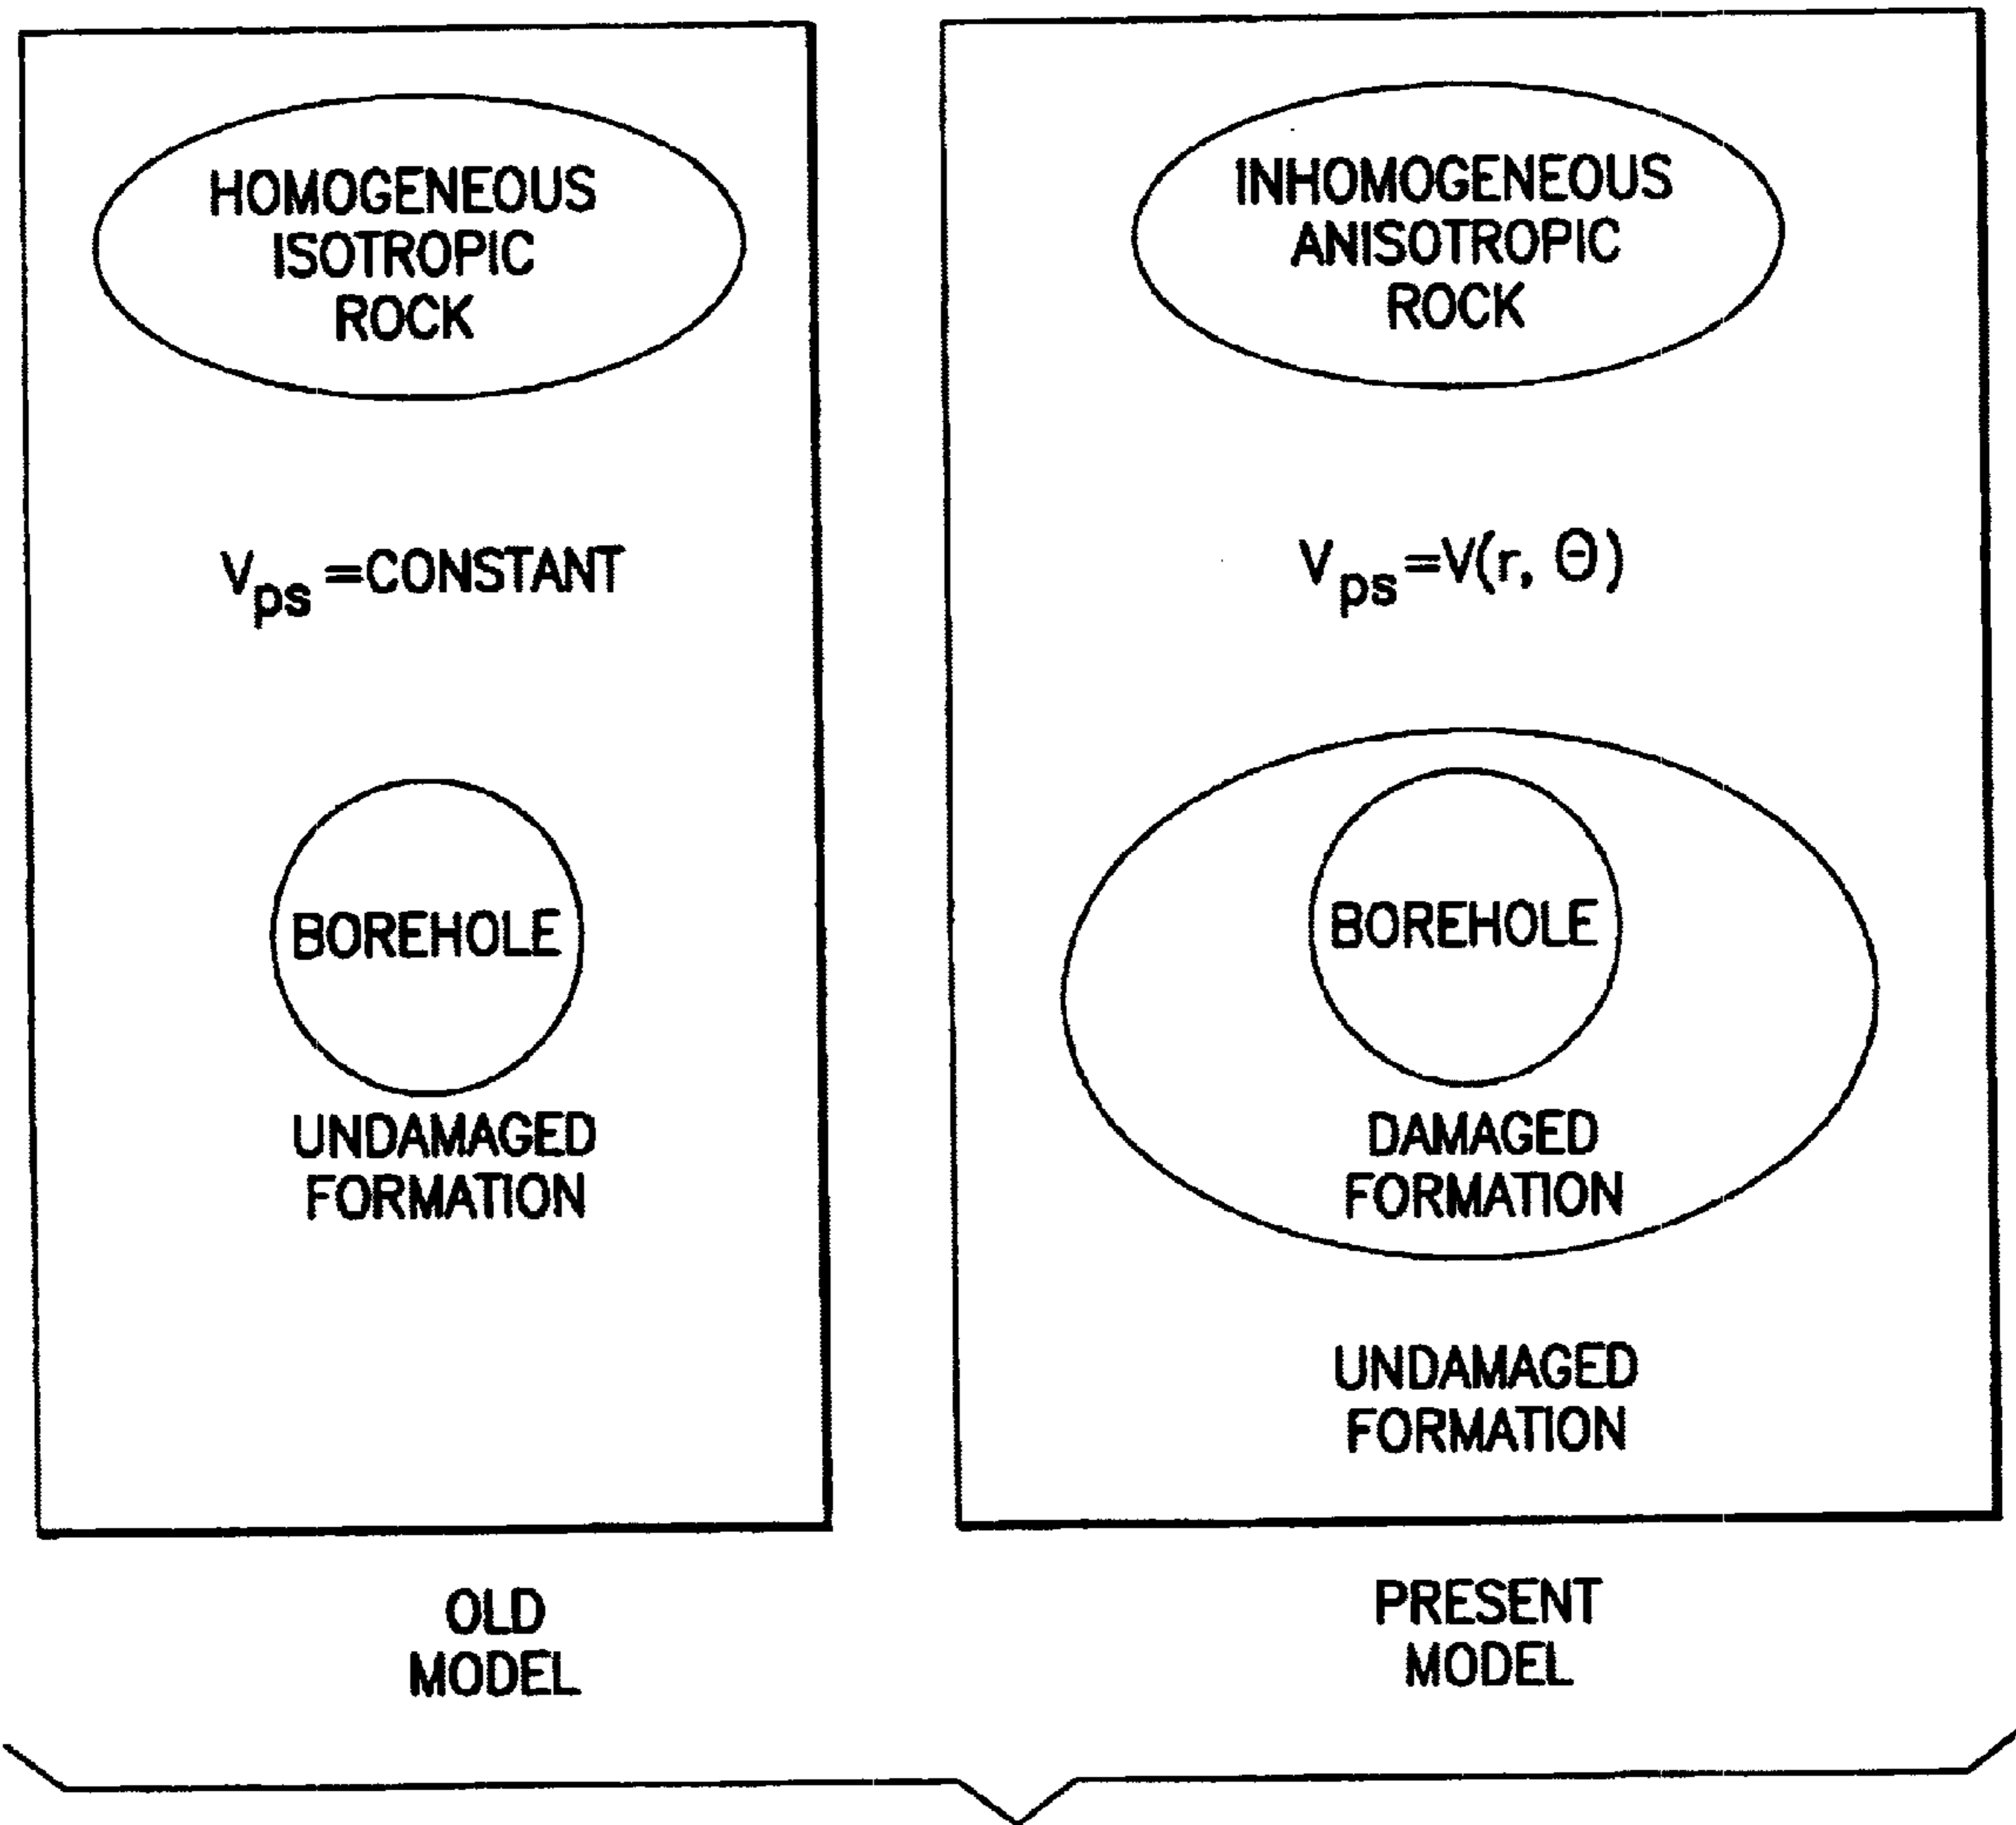 HOMOGENEOUS
ISOTROPIC
ROCK
Vps =CONSTANT
BOREHOLE
UNDAMAGED
FORMATION
OLD
MODEL
INHOMOGENEOUS
ANISOTROPIC
ROCK
Vps=V(r, Θ)
BOREHOLE
DAMAGED
FORMATION
UNDAMAGED
FORMATION
PRESENT
MODEL